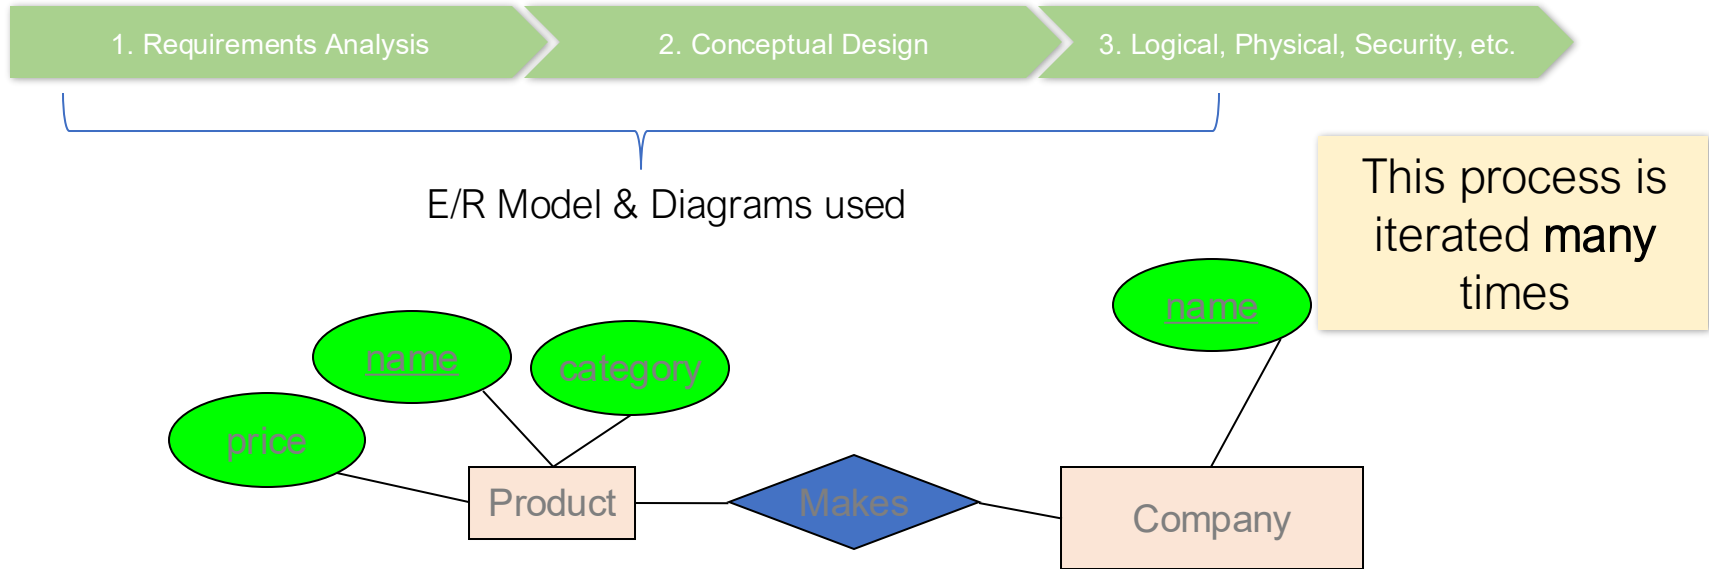 1. Requirements Analysis
2. Conceptual Design
3. Logical, Physical, Security, etc.
E/R Model & Diagrams used
This process is
iterated many
times
name
name
category
price
Product
Makes
Company